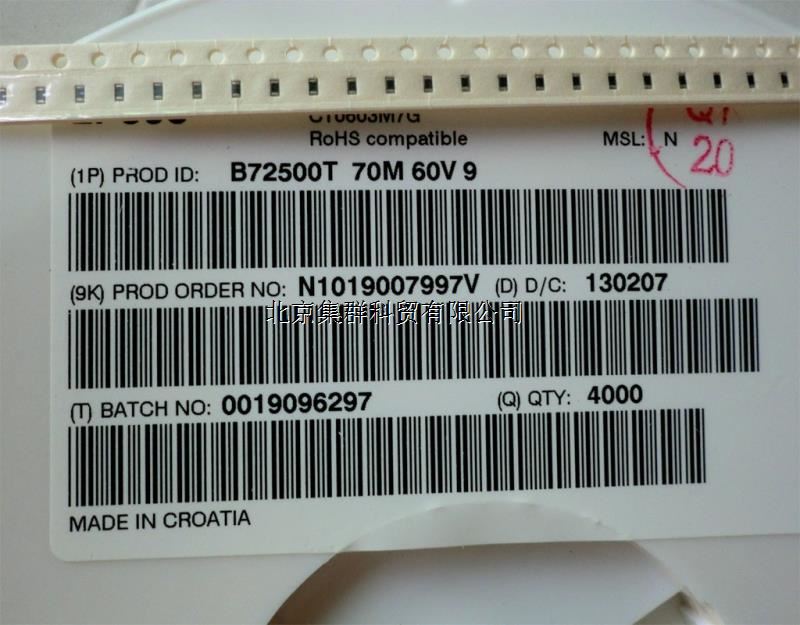 CT0603M7G
RoHS compatible MSL: N
20
(1P) PROD ID: B72500T 70M 60V 9
(9K) PROD ORDER NO: N1019007997V (D) D/C: 130207
北京集群科贸有限公司
(T) BATCH NO: 0019096297 (Q) QTY: 4000
MADE IN CROATIA